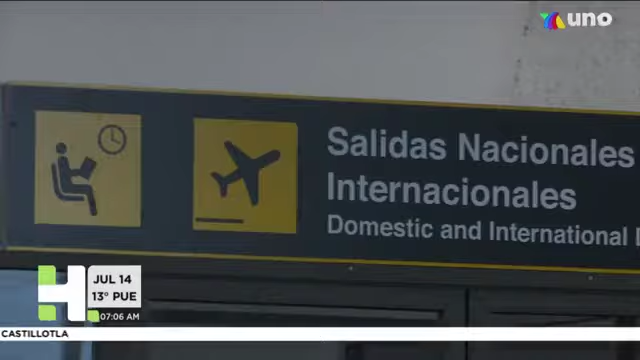 uno
Salidas Nacionales
Internacionales
Domestic and International
H
JUL 14
13° PUE
07:06 AM
CASTILLOTLA